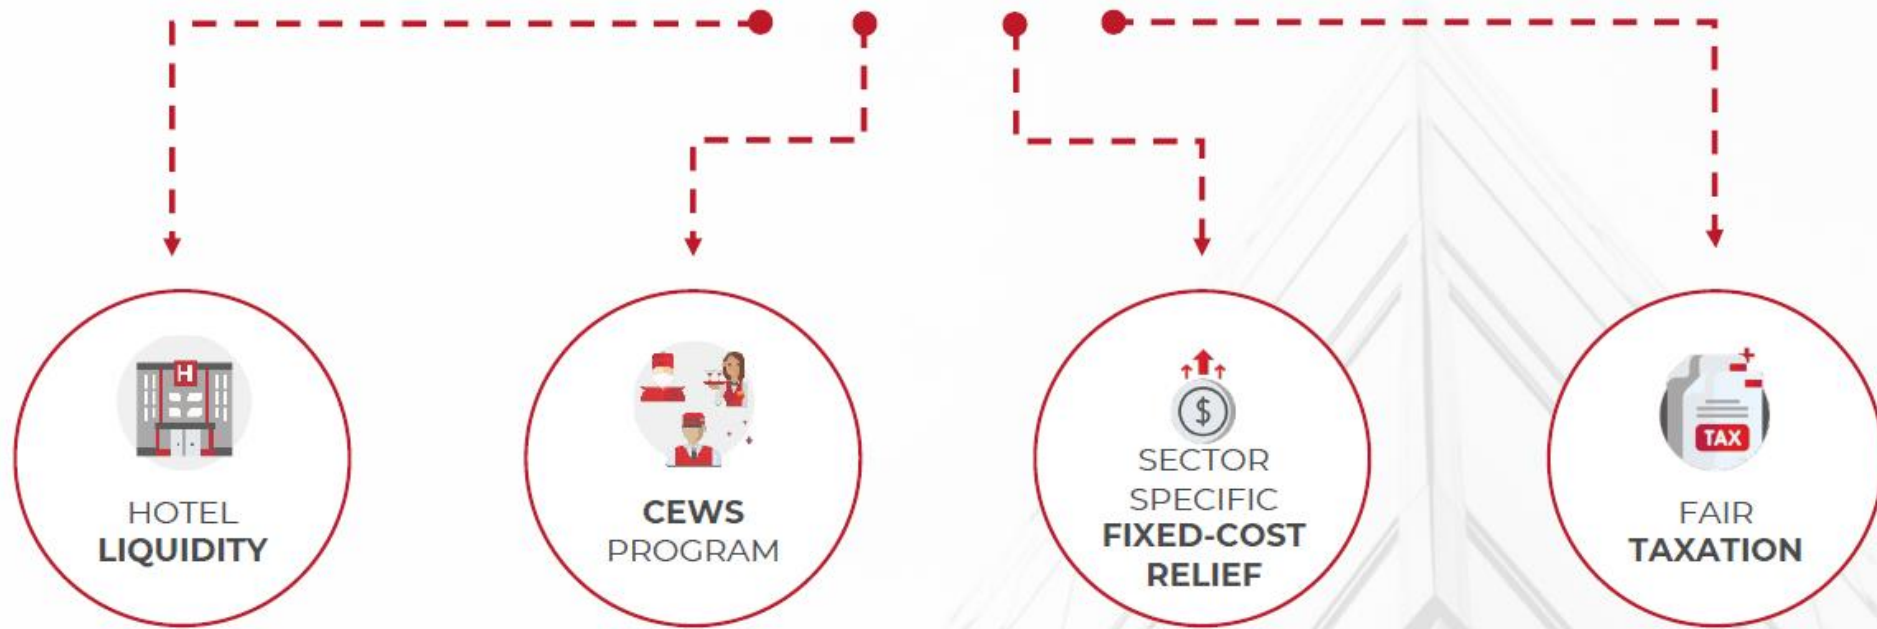 H
HOTEL
LIQUIDITY
CEWS
PROGRAM
$
SECTOR
SPECIFIC
FIXED-COST
RELIEF
TAX
FAIR
TAXATION